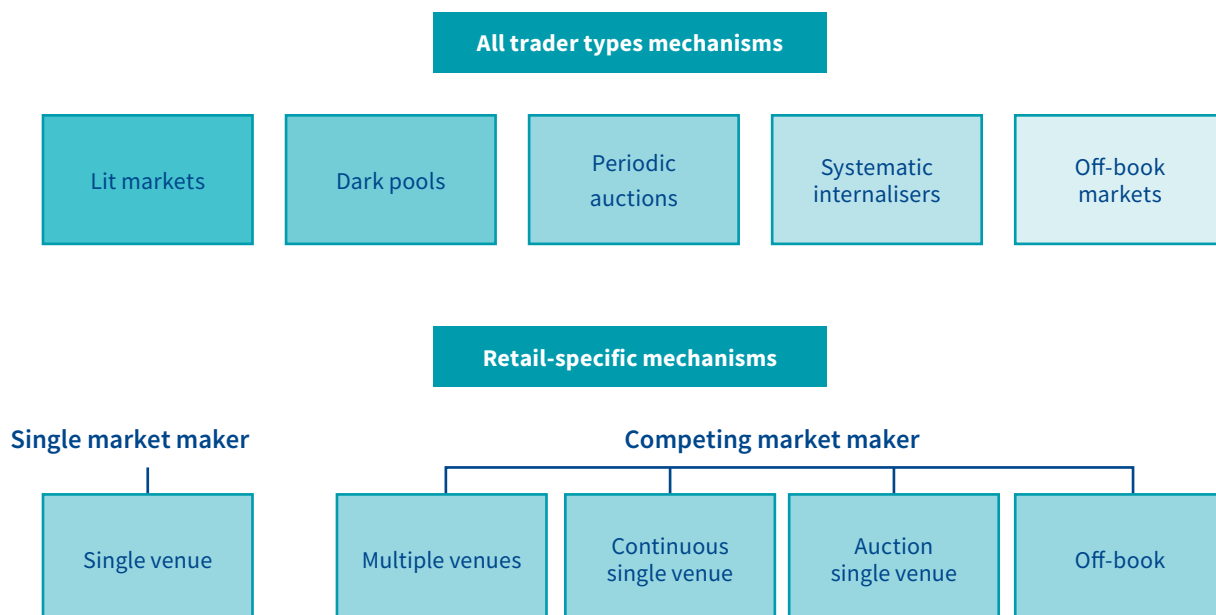 All trader types mechanisms
Lit markets
Dark pools
Periodic
auctions
Systematic
internalisers
Off-book
markets
Retail-specific mechanisms
Single market maker
Competing market maker
Single venue
Multiple venues
Continuous
single venue
Auction
single venue
Off-book